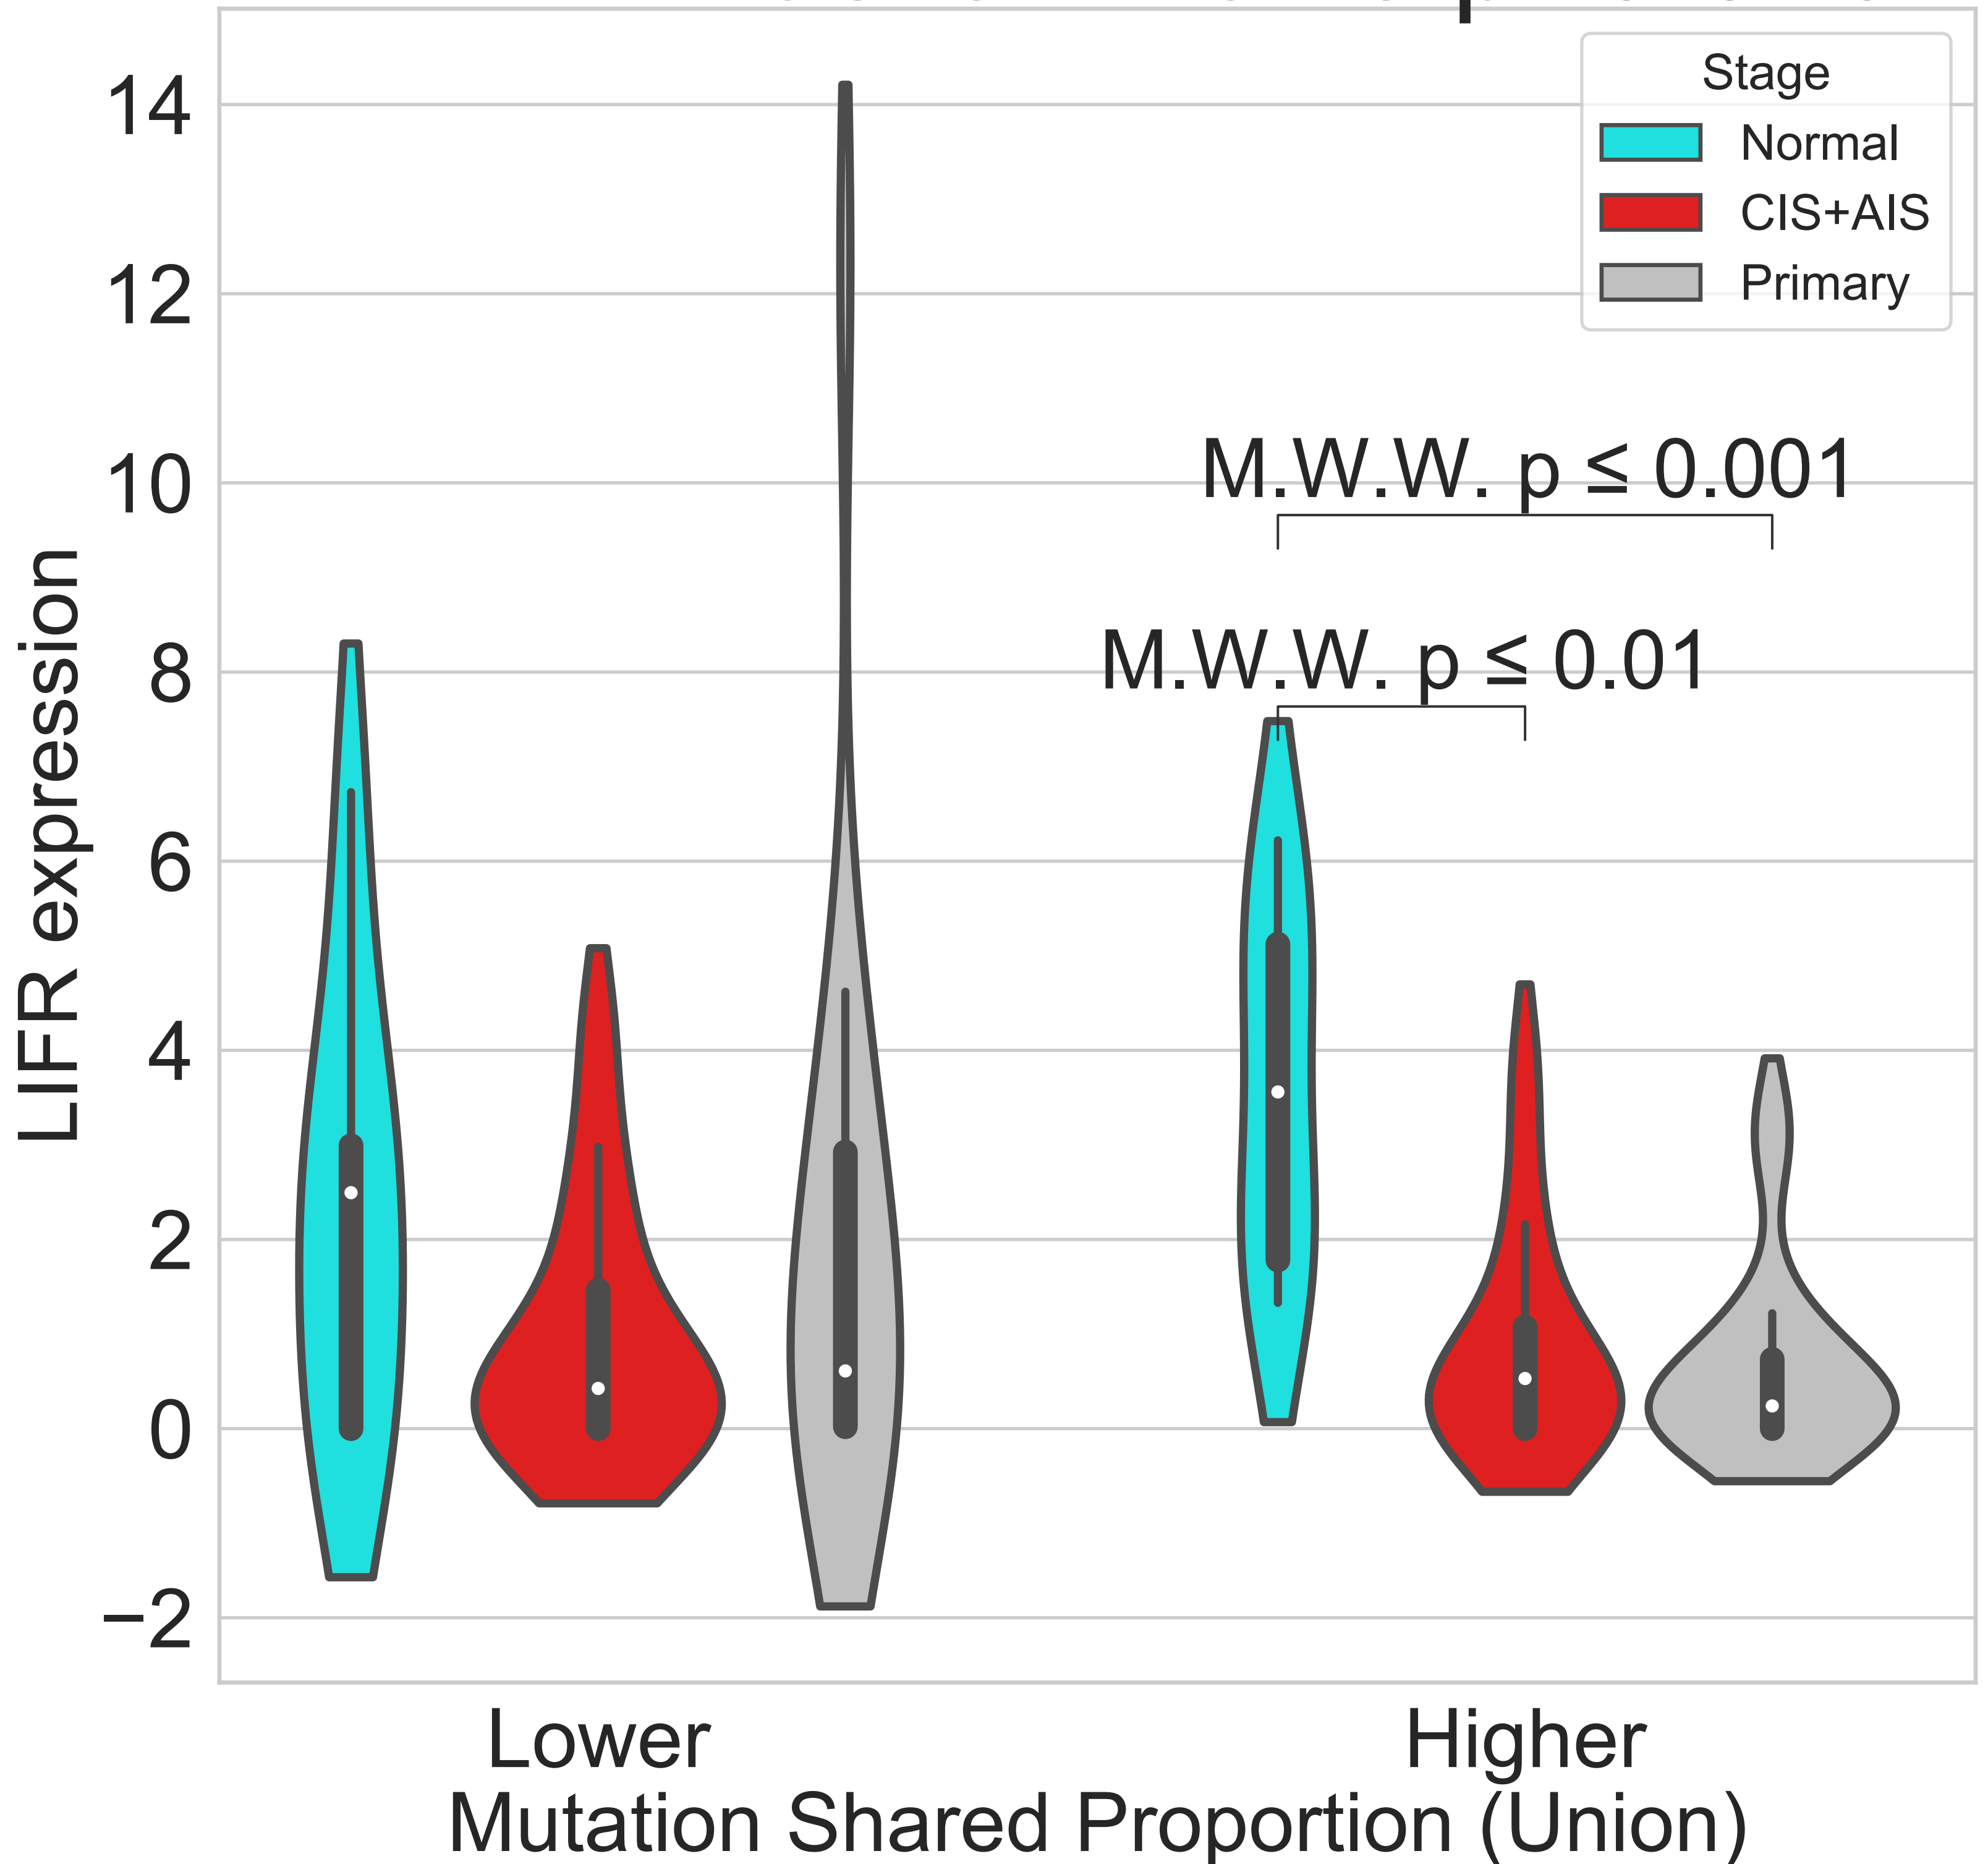 Stage
Normal
CIS+AIS
Primary
14
12
10
8
6
4
2
0
−2
LIFR expression
M.W.W. p ≤ 0.001
M.W.W. p ≤ 0.01
Lower
Higher
Mutation Shared Proportion (Union)